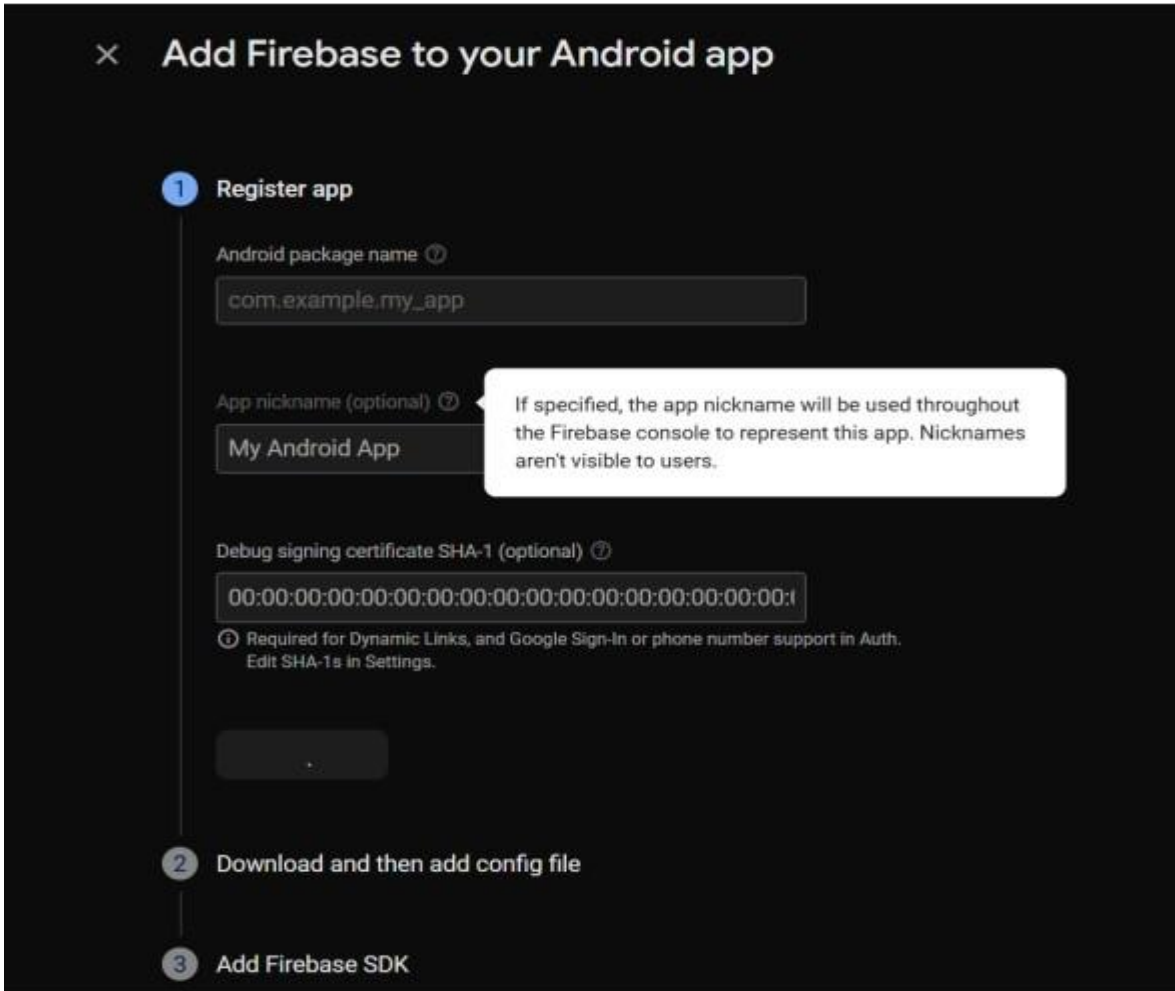 Add Firebase to your Android app
1 Register app
Android package name
com.example.my_app
App nickname (optional)
If specified, the app nickname will be used throughout
the Firebase console to represent this app. Nicknames
aren't visible to users.
My Android App
Debug signing certificate SHA-1 (optional)
00:00:00:00:00:00:00:00:00:00:00:00:00:00:00:00:00:
Required for Dynamic Links, and Google Sign-In or phone number support in Auth.
Edit SHA-1s in Settings.
2 Download and then add config file
3 Add Firebase SDK